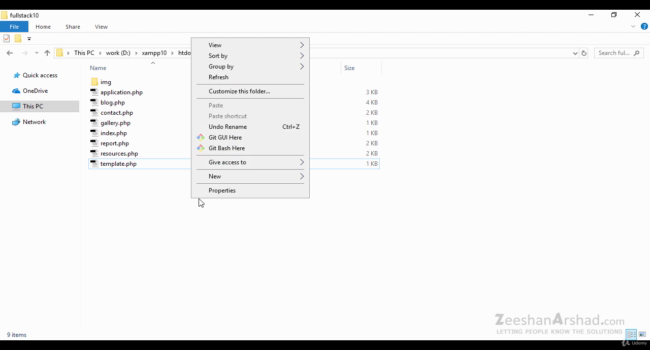 fullstack10
File Home Share View
This PC work (D:) xampp10 htdo
Search ful...
Name Size
Quick access
OneDrive
This PC
Network
img
application.php 3 KB
blog.php 4 KB
contact.php 2 KB
gallery.php 1 KB
index.php 1 KB
report.php 2 KB
resources.php 2 KB
template.php 1 KB
View
Sort by
Group by
Refresh
Customize this folder...
Paste
Paste shortcut
Undo Rename Ctrl+Z
Git GUI Here
Git Bash Here
Give access to
New
Properties
ZeeshanArshad.com
LETTING PEOPLE KNOW THE SOLUTIONS
9 items
Udemy